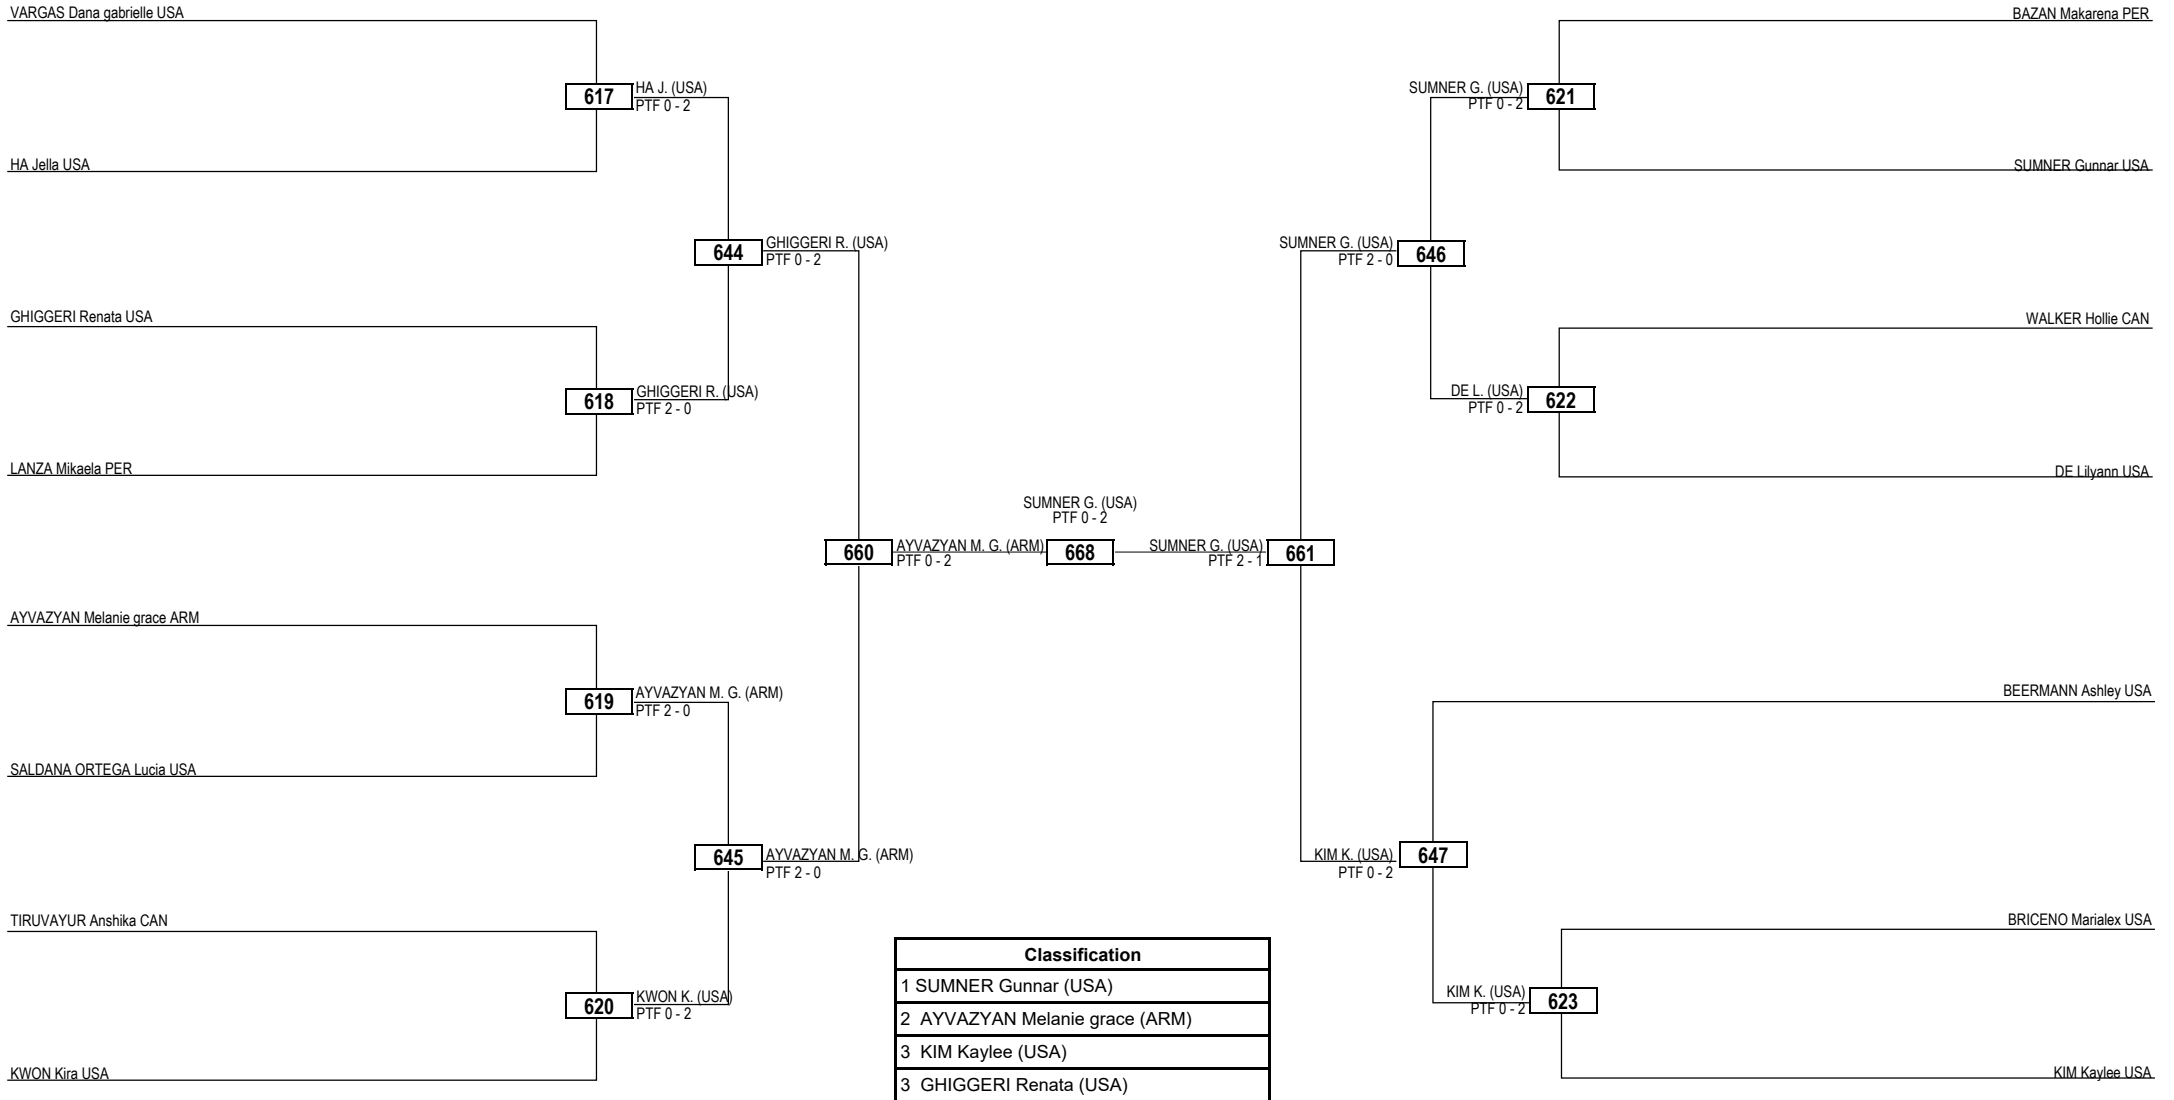 VARGAS Dana gabrielle USA
617
HA J. (USA)
PTF 0 - 2
HA Jella USA
644
GHIGGERI R. (USA)
PTF 0 - 2
GHIGGERI Renata USA
618
GHIGGERI R. (USA)
PTF 2 - 0
LANZA Mikaela PER
660
AYVAZYAN M. G. (ARM)
PTF 0 - 2
AYVAZYAN Melanie grace ARM
619
AYVAZYAN M. G. (ARM)
PTF 2 - 0
SALDANA ORTEGA Lucia USA
645
AYVAZYAN M. G. (ARM)
PTF 2 - 0
TIRUVAYUR Anshika CAN
620
KWON K. (USA)
PTF 0 - 2
KWON Kira USA
SUMNER G. (USA)
PTF 0 - 2
668
BAZAN Makarena PER
SUMNER G. (USA)
PTF 0 - 2
621
SUMNER Gunnar USA
SUMNER G. (USA)
PTF 2 - 0
646
WALKER Hollie CAN
DE L. (USA)
PTF 0 - 2
622
DE Lilyann USA
SUMNER G. (USA)
PTF 2 - 1
661
BEERMANN Ashley USA
KIM K. (USA)
PTF 0 - 2
647
BRICENO Marialex USA
KIM K. (USA)
PTF 0 - 2
623
KIM Kaylee USA
Classification
1 SUMNER Gunnar (USA)
2 AYVAZYAN Melanie grace (ARM)
3 KIM Kaylee (USA)
3 GHIGGERI Renata (USA)